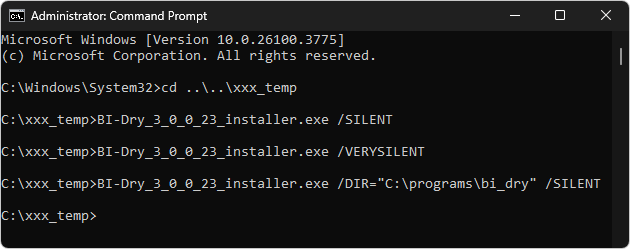 Administrator: Command Prompt
Microsoft Windows [Version 10.0.26100.3775]
(c) Microsoft Corporation. All rights reserved.
C:\Windows\System32>cd ..\..\xxx_temp
C:\xxx_temp>BI-Dry_3_0_0_23_installer.exe /SILENT
C:\xxx_temp>BI-Dry_3_0_0_23_installer.exe /VERYSILENT
C:\xxx_temp>BI-Dry_3_0_0_23_installer.exe /DIR="C:\programs\bi_dry" /SILENT
C:\xxx_temp>